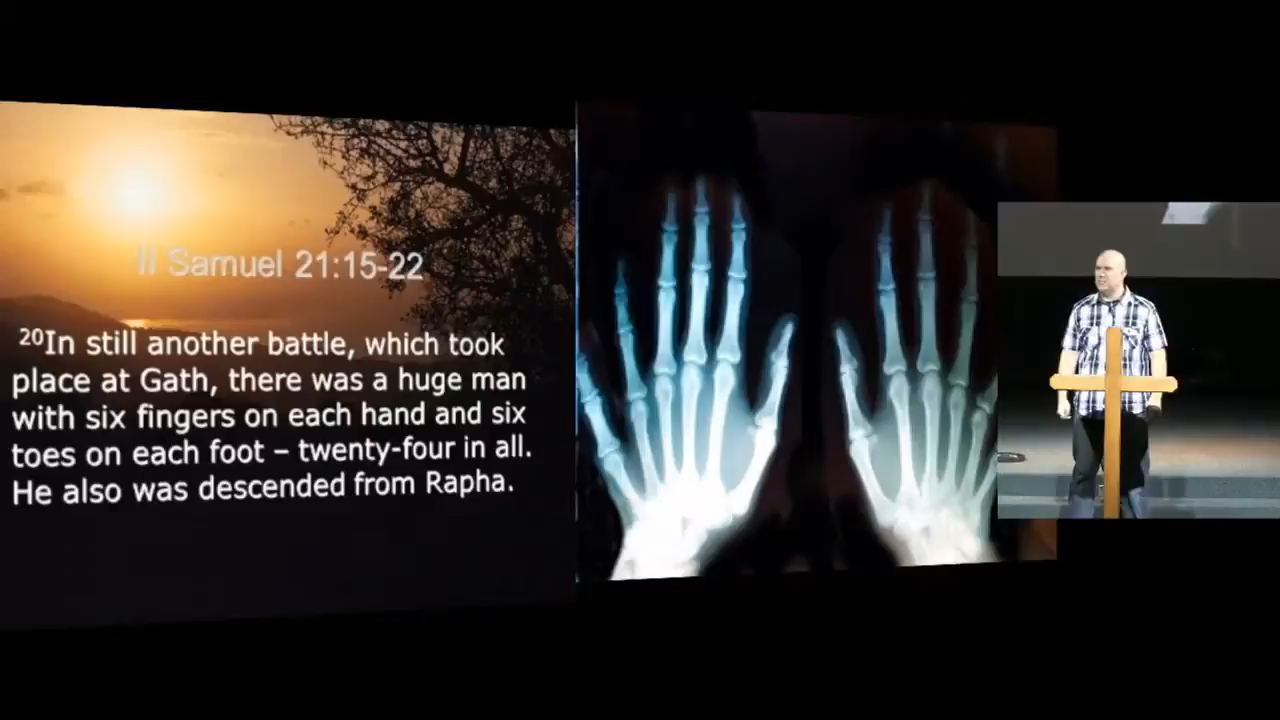 II Samuel 21:15-22
20In still another battle, which took
place at Gath, there was a huge man
with six fingers on each hand and six
toes on each foot – twenty-four in all.
He also was descended from Rapha.